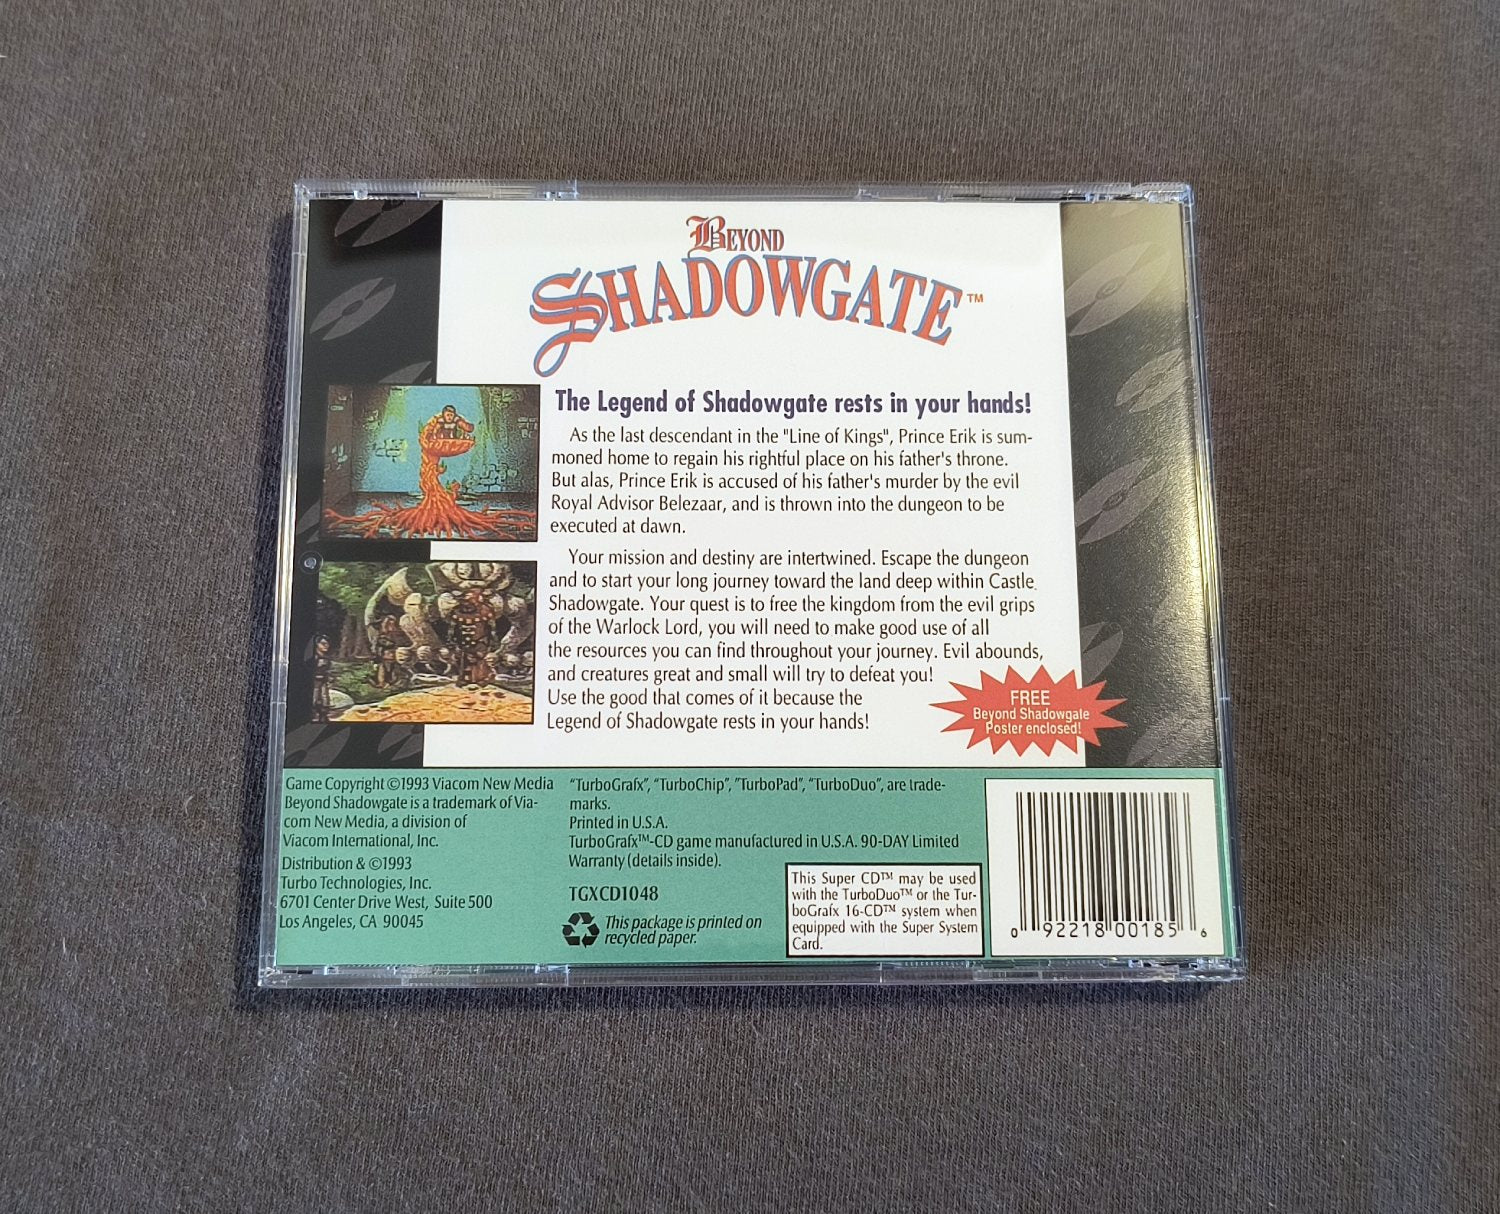 BEYOND
SHADOWGATE™
The Legend of Shadowgate rests in your hands!
As the last descendant in the "Line of Kings", Prince Erik is sum-
moned home to regain his rightful place on his father's throne.
But alas, Prince Erik is accused of his father's murder by the evil
Royal Advisor Belezaar, and is thrown into the dungeon to be
executed at dawn.
Your mission and destiny are intertwined. Escape the dungeon
and to start your long journey toward the land deep within Castle
Shadowgate. Your quest is to free the kingdom from the evil grips
of the Warlock Lord, you will need to make good use of all
the resources you can find throughout your journey. Evil abounds,
and creatures great and small will try to defeat you!
Use the good that comes of it because the
Legend of Shadowgate rests in your hands!
FREE
Beyond Shadowgate
Poster enclosed!
Game Copyright ©1993 Viacom New Media
Beyond Shadowgate is a trademark of Via-
com New Media, a division of
Viacom International, Inc.
Distribution & ©1993
Turbo Technologies, Inc.
6701 Center Drive West, Suite 500
Los Angeles, CA 90045
"TurboGrafx", "TurboChip", "TurboPad", "TurboDuo", are trade-
marks.
Printed in U.S.A.
TurboGrafx™-CD game manufactured in U.S.A. 90-DAY Limited
Warranty (details inside).
TGXCD1048
This package is printed on
recycled paper.
This Super CD™ may be used
with the TurboDuo™ or the Tur-
boGrafx 16-CD™ system when
equipped with the Super System
Card.
0 92218 00185 6